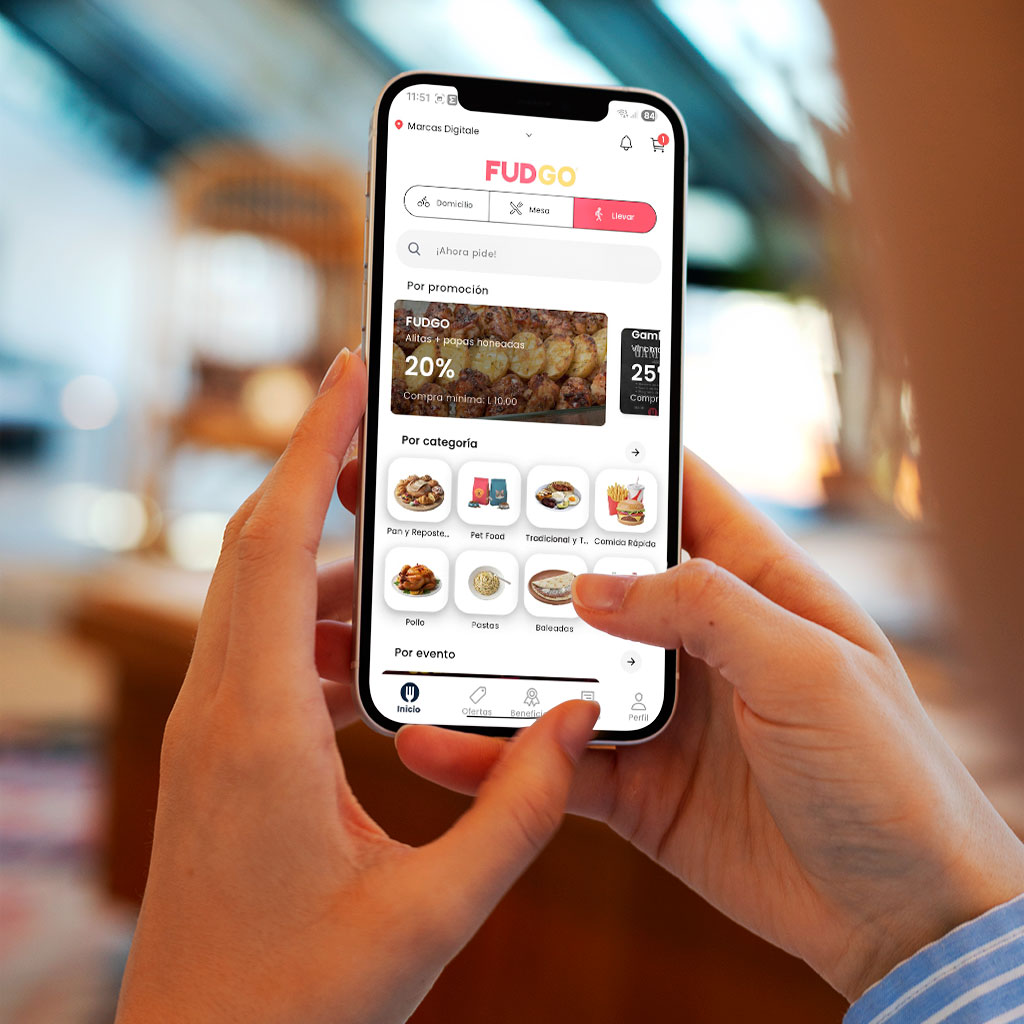 11:51
84
Marcas Digitale
1
FUDGO
Domicilio
Mesa
Llevar
¡Ahora pide!
Por promoción
FUDGO
Alitas + papas horneadas
20%
Compra mínima: L 10.00
25
Por categoría
Pan y Reposte...
Pet Food
Tradicional y T...
Comida Rápida
Pollo
Pastas
Baleadas
Por evento
Inicio
Ofertas
Perfil